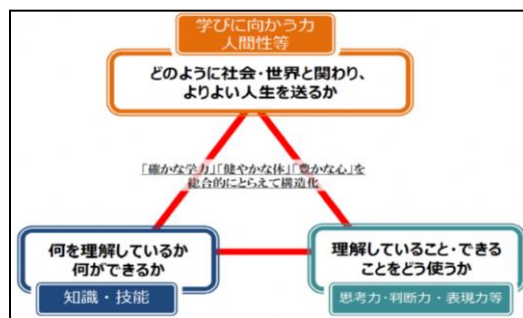 学びに向かう力
人間性等
どのように社会・世界と関わり、
よりよい人生を送るか
「確かな学力」「健やかな体」「豊かな心」を
総合的にとらえて構造化
何を理解しているか
何ができるか
知識・技能
理解していること・できる
ことをどう使うか
思考力・判断力・表現力等